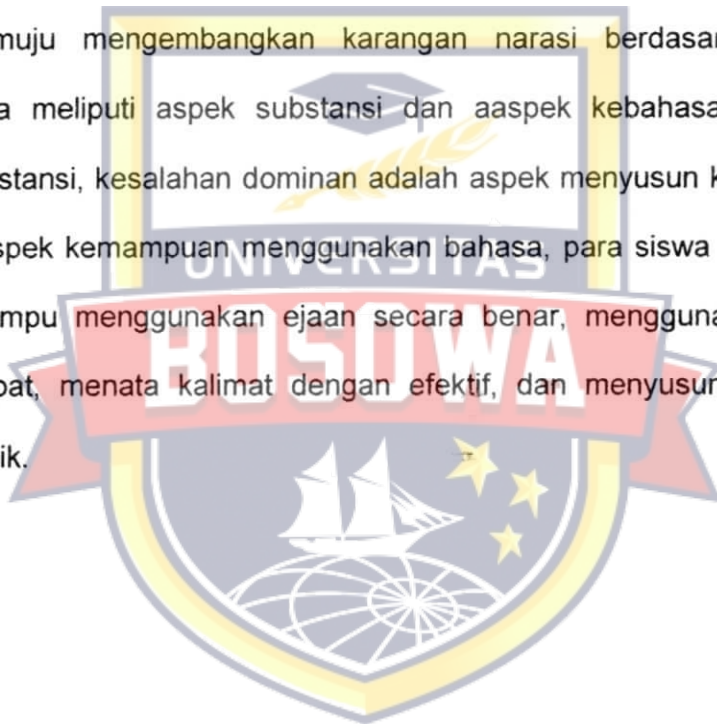 muju mengembangkan karangan narasi berdasar
a meliputi aspek substansi dan aaspek kebahasa
stansi, kesalahan dominan adalah aspek menyusun k
spek kemampuan menggunakan bahasa, para siswa
UNIVERSITAS
mpu menggunakan ejaan secara benar, mengguna
BOSOWA
pat, menata kalimat dengan efektif, dan menyusun
ik.